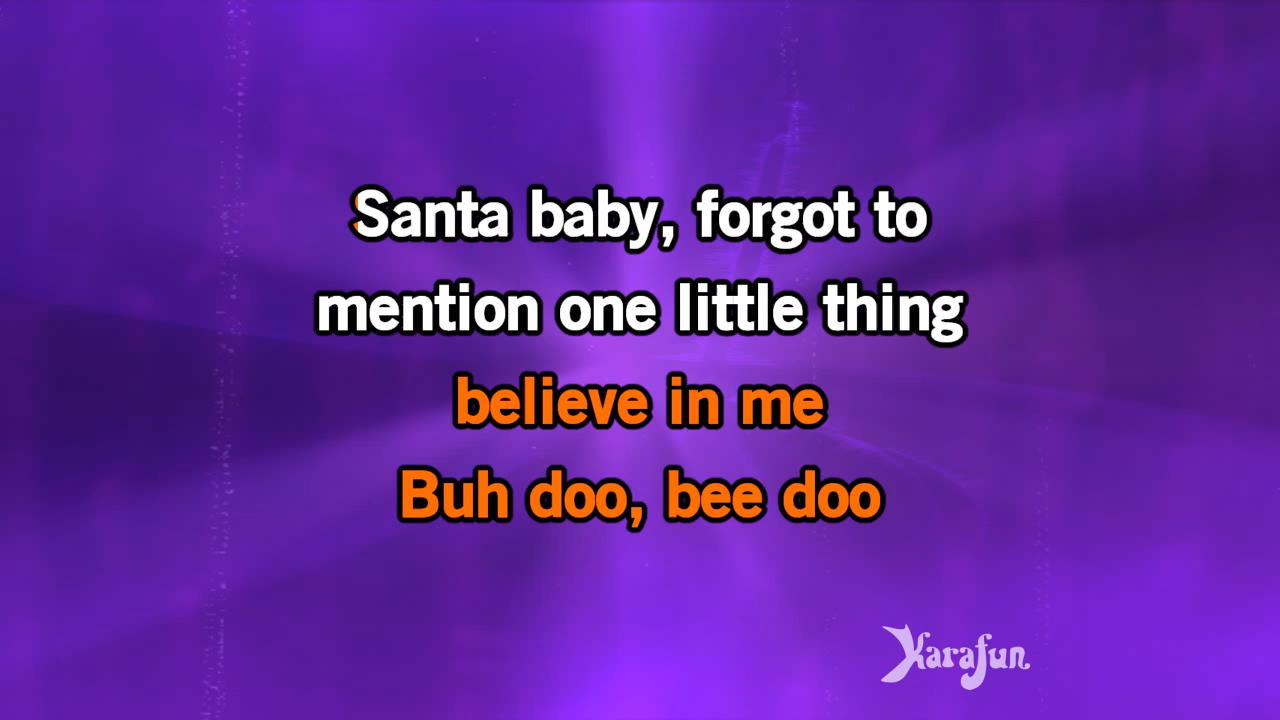 Santa baby, forgot to
mention one little thing
believe in me
Buh doo, bee doo
Karafun